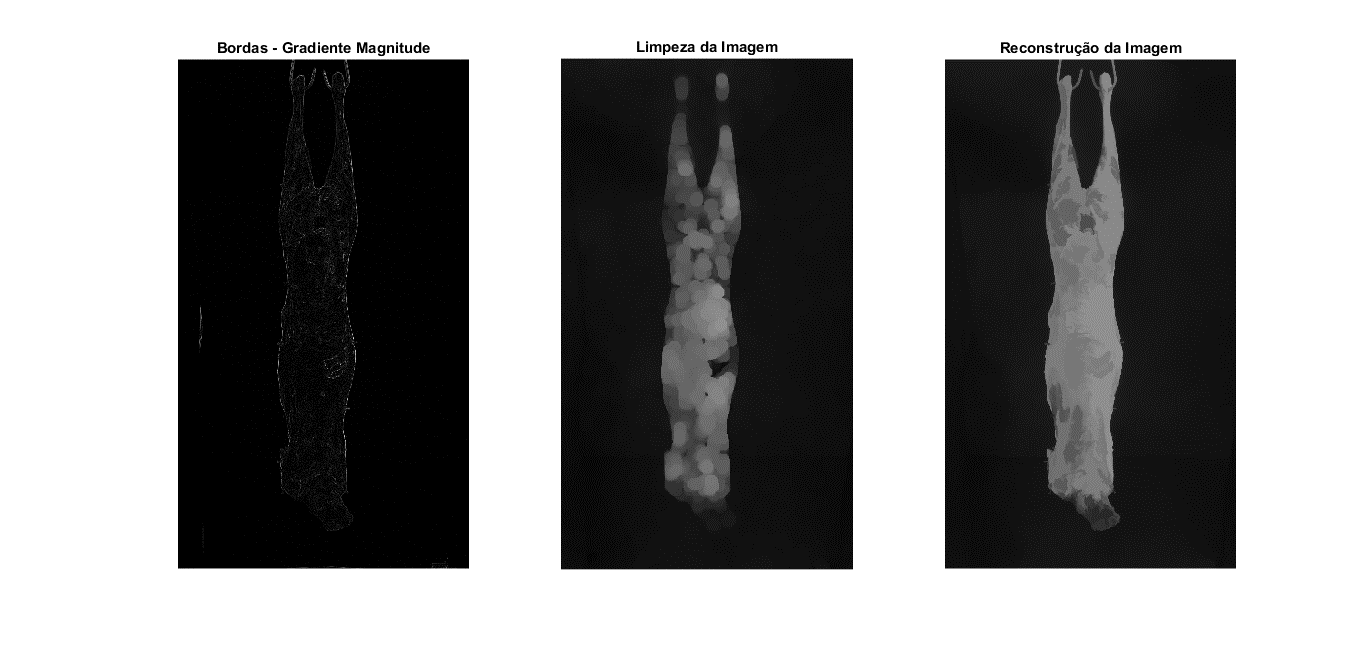 Bordas - Gradiente Magnitude
Limpeza da Imagem
Reconstrução da Imagem